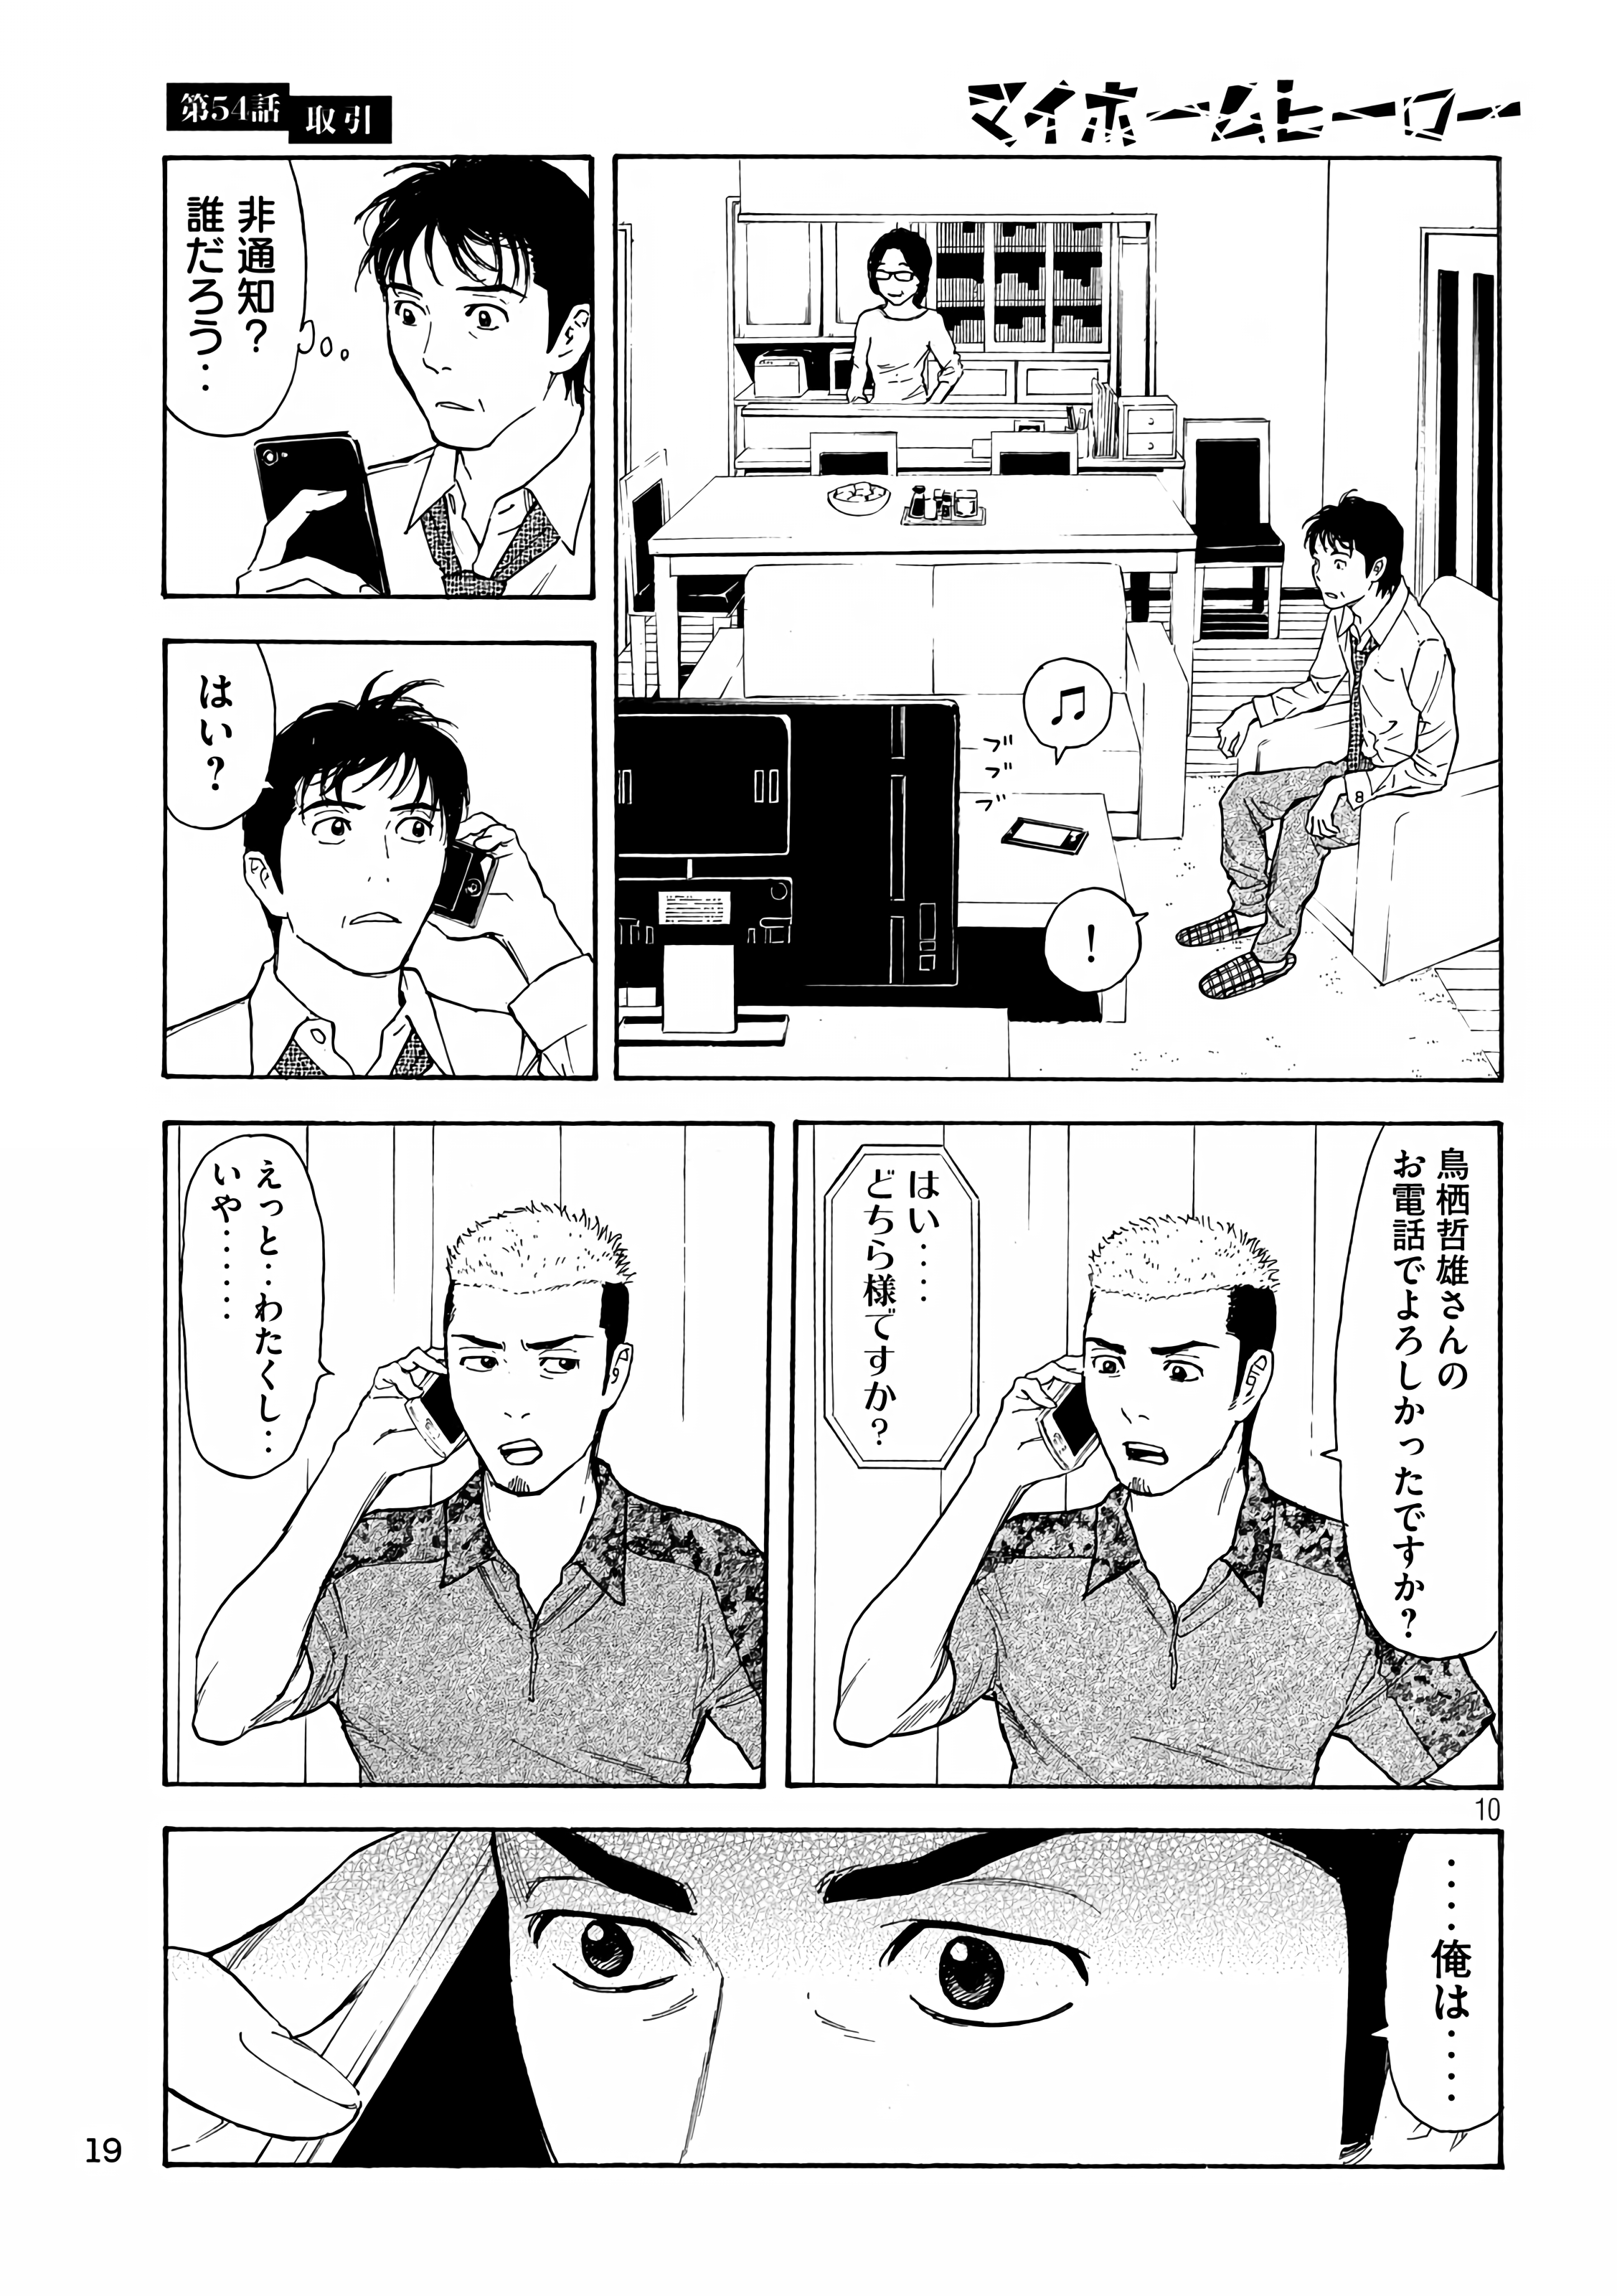 第54話
取引
マイホームヒーロー
♫
ブブブ
！
非通知？
誰だろう‥
はい？
鳥栖哲雄さんの
お電話でよろしかったですか？
はい‥‥
どちら様ですか？
えっと‥わたくし‥
いや‥‥‥
10
‥‥俺は‥‥
19